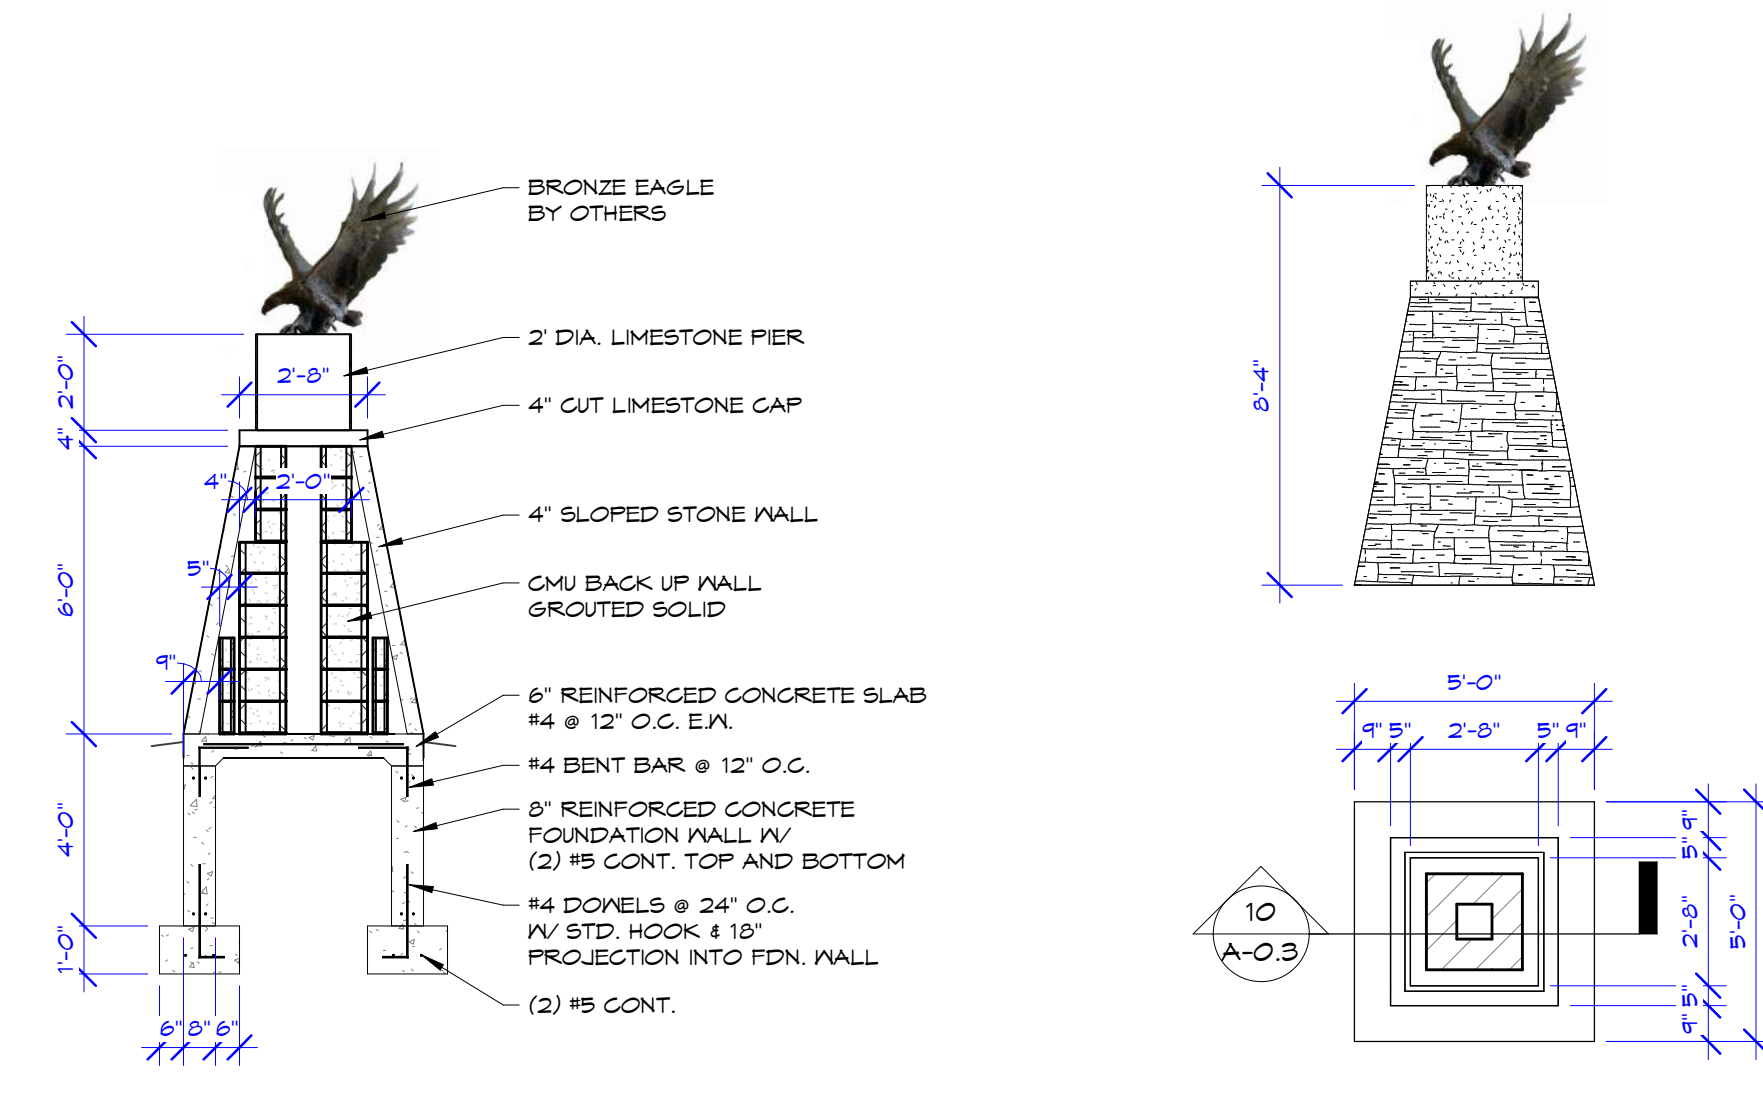 BRONZE EAGLE
BY OTHERS
2' DIA. LIMESTONE PIER
4" CUT LIMESTONE CAP
4" SLOPED STONE WALL
CMU BACK UP WALL
GROUTED SOLID
6" REINFORCED CONCRETE SLAB
#4 @ 12" O.C. E.W.
#4 BENT BAR @ 12" O.C.
8" REINFORCED CONCRETE
FOUNDATION WALL W/
(2) #5 CONT. TOP AND BOTTOM
#4 DOWELS @ 24" O.C.
W/ STD. HOOK & 18"
PROJECTION INTO FDN. WALL
(2) #5 CONT.
2'-0"
4"
6'-0"
4'-0"
1'-0"
2'-8"
4"
2'-0"
5"
9"
6" 8" 6"
8'-4"
5'-0"
9" 5" 2'-8" 5" 9"
9"
5"
2'-8"
5"
9"
5'-0"
10
A-0.3